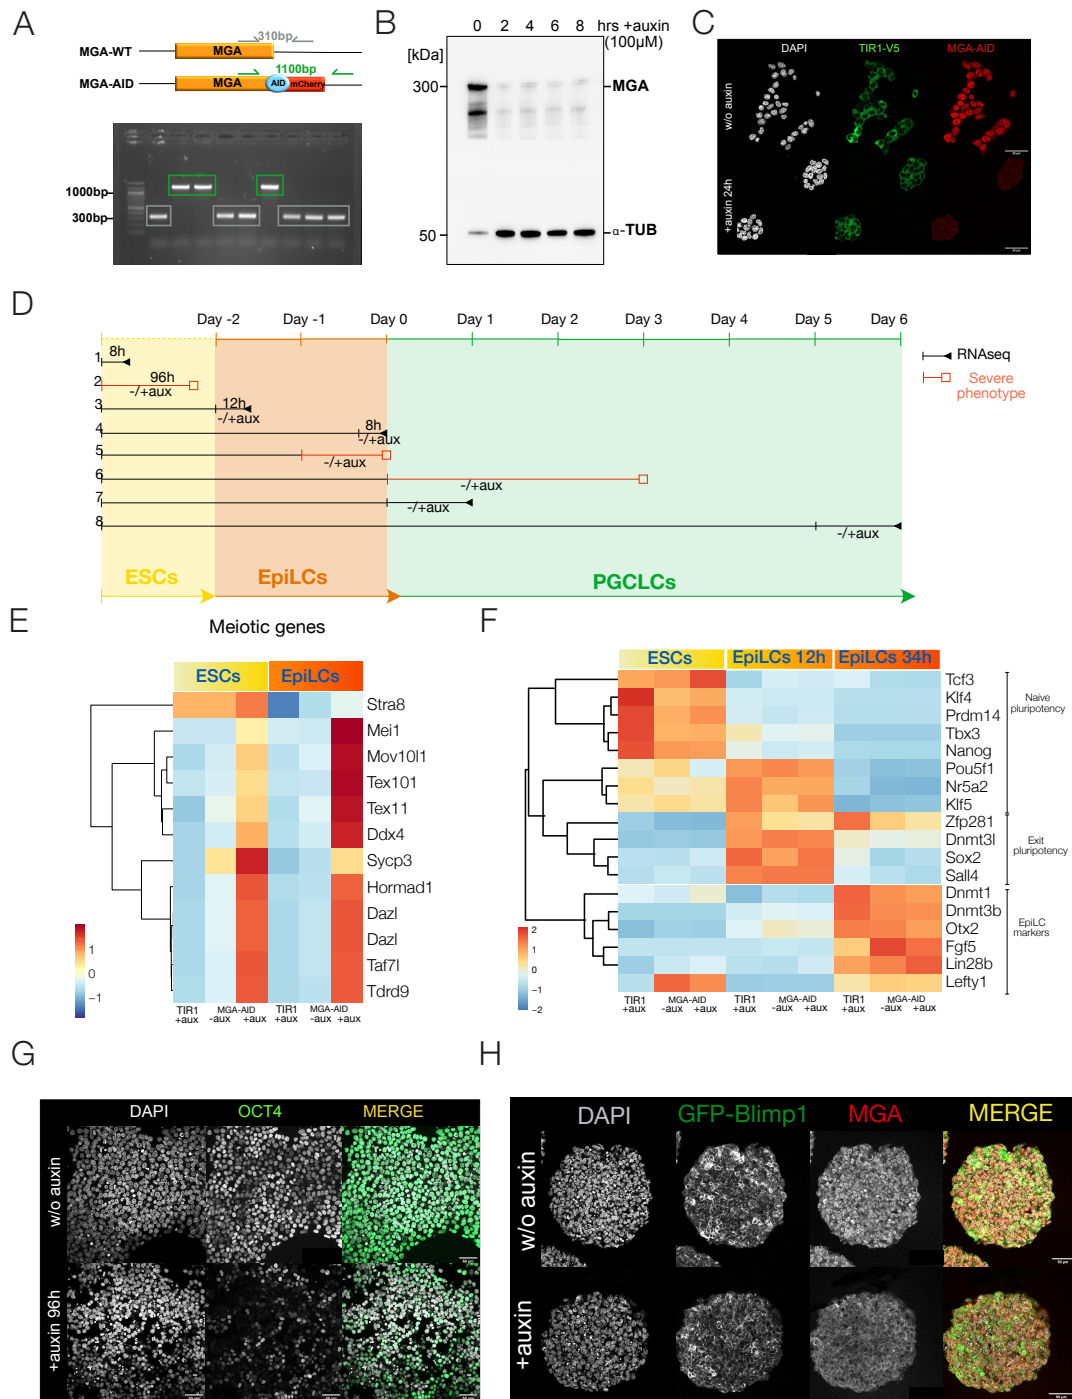 A
310bp
MGA-WT
MGA
1100bp
MGA-AID
MGA
AID
mCherry
1000bp
300bp
B
0 2 4 6 8 hrs +auxin
(100µM)
[kDa]
300
MGA
50
α-TUB
C
DAPI
TIR1-V5
MGA-AID
w/o auxin
+auxin 24h
D
Day -2
Day -1
Day 0
Day 1
Day 2
Day 3
Day 4
Day 5
Day 6
1
8h
2
96h
-/+aux
3
12h
-/+aux
4
8h
-/+aux
5
-/+aux
6
-/+aux
7
-/+aux
8
-/+aux
RNAseq
Severe
phenotype
ESCs
EpiLCs
PGCLCs
E
Meiotic genes
ESCs
EpiLCs
Stra8
Mei1
Mov10l1
Tex101
Tex11
Ddx4
Sycp3
Hormad1
Dazl
Dazl
Taf7l
Tdrd9
1
0
−1
TIR1
+aux
MGA-AID
-aux +aux
TIR1
+aux
MGA-AID
-aux +aux
F
ESCs
EpiLCs 12h
EpiLCs 34h
Tcf3
Klf4
Prdm14
Tbx3
Nanog
Pou5f1
Nr5a2
Klf5
Zfp281
Dnmt3l
Sox2
Sall4
Dnmt1
Dnmt3b
Otx2
Fgf5
Lin28b
Lefty1
Naive
pluripotency
Exit
pluripotency
EpiLC
markers
2
1
0
−1
−2
TIR1
+aux
MGA-AID
-aux +aux
TIR1
+aux
MGA-AID
-aux +aux
TIR1
+aux
MGA-AID
-aux +aux
G
DAPI
OCT4
MERGE
w/o auxin
+auxin 96h
H
DAPI
GFP-Blimp1
MGA
MERGE
w/o auxin
+auxin